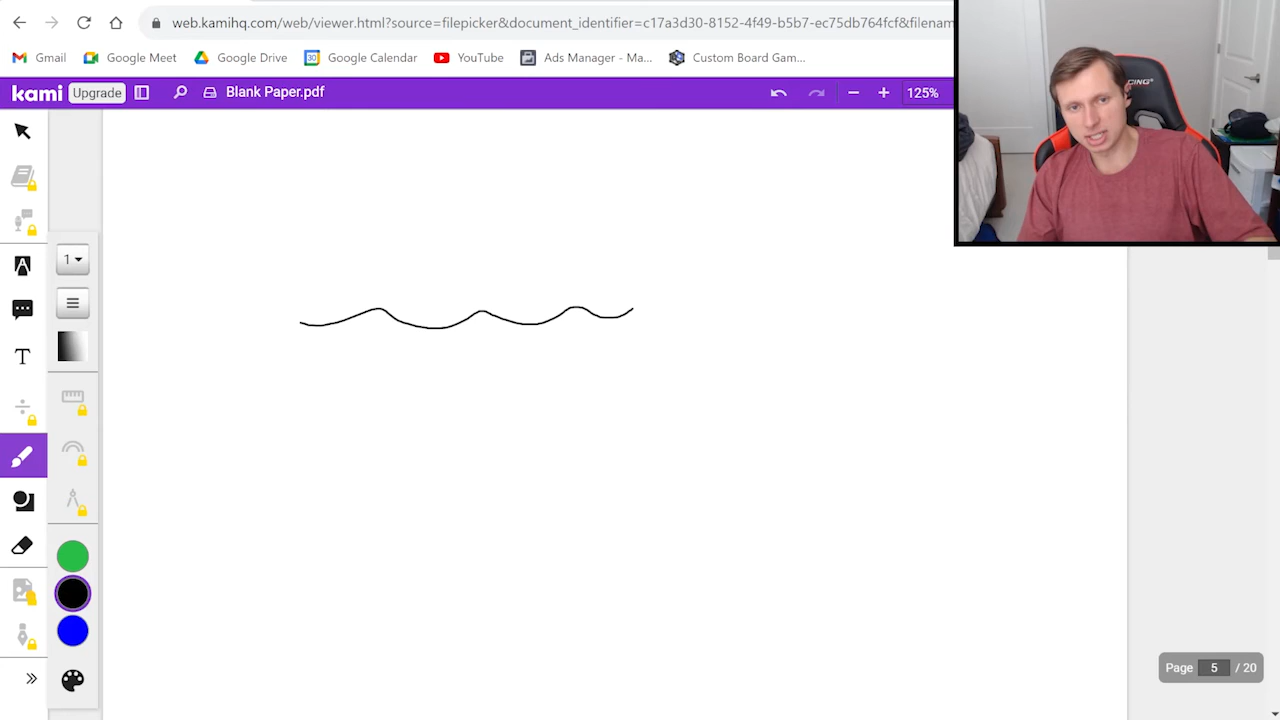 web.kamihq.com/web/viewer.html?source=filepicker&document_identifier=c17a3d30-8152-4f49-b5b7-ec75db764fcf&filenam
Gmail Google Meet Google Drive Google Calendar YouTube Ads Manager - Ma... Custom Board Gam...
kami Upgrade Blank Paper.pdf 125%
CING
1
A
T
Page 5 / 20